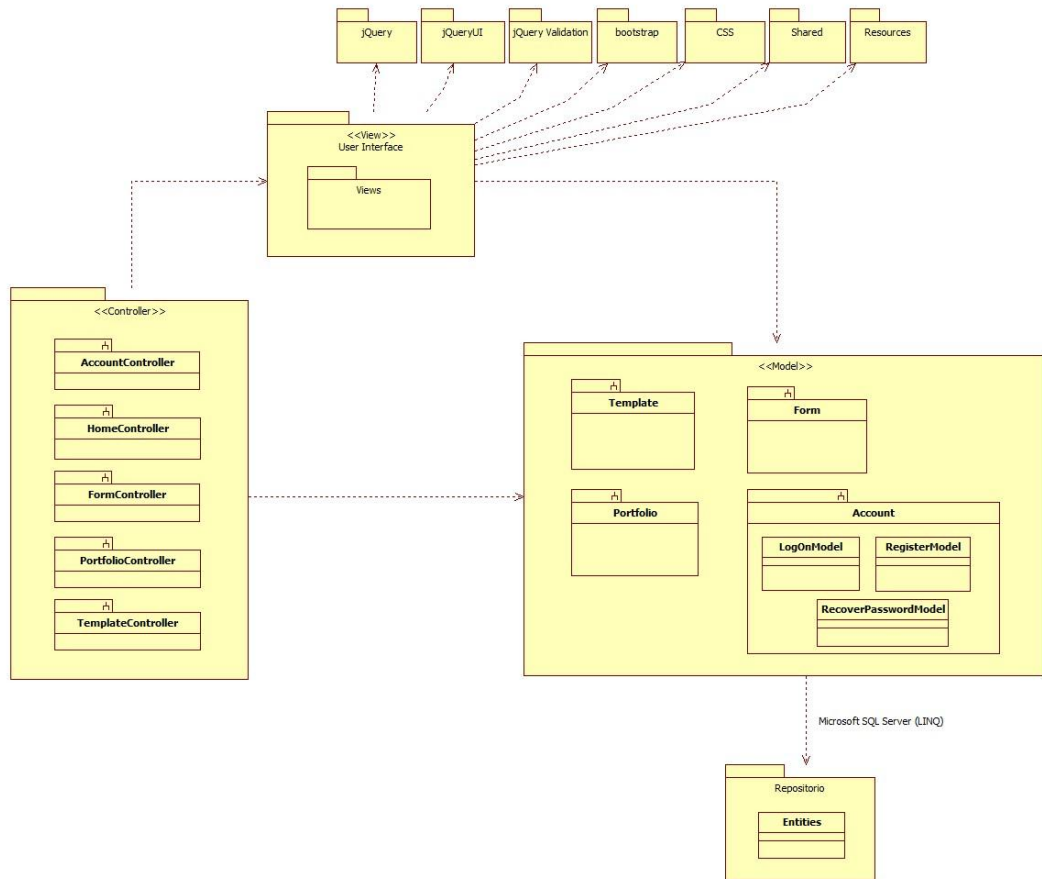 jQuery
jQueryUI
jQuery Validation
bootstrap
CSS
Shared
Resources
<<View>>
User Interface
Views
<<Controller>>
AccountController
HomeController
FormController
PortfolioController
TemplateController
<<Model>>
Template
Form
Portfolio
Account
LogOnModel
RegisterModel
RecoverPasswordModel
Microsoft SQL Server (LINQ)
Repositorio
Entities